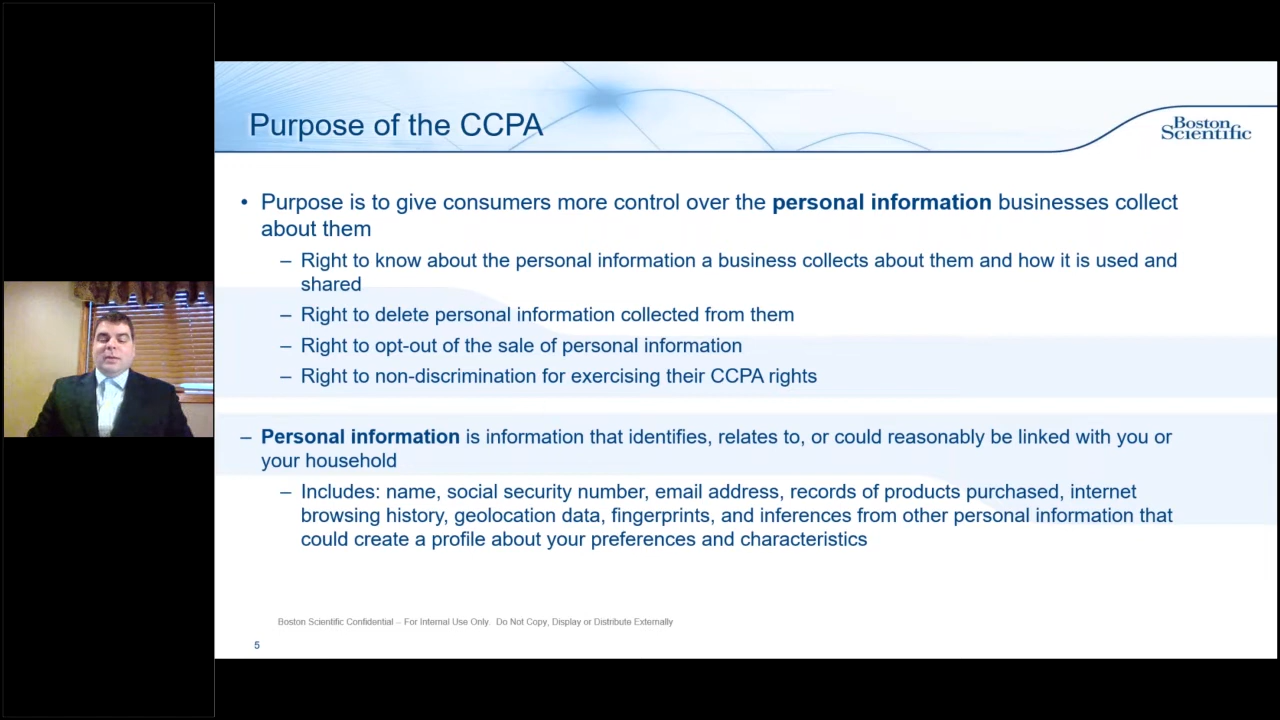 Purpose of the CCPA
Boston
Scientific
• Purpose is to give consumers more control over the personal information businesses collect
about them
– Right to know about the personal information a business collects about them and how it is used and
shared
– Right to delete personal information collected from them
– Right to opt-out of the sale of personal information
– Right to non-discrimination for exercising their CCPA rights
– Personal information is information that identifies, relates to, or could reasonably be linked with you or
your household
– Includes: name, social security number, email address, records of products purchased, internet
browsing history, geolocation data, fingerprints, and inferences from other personal information that
could create a profile about your preferences and characteristics
Boston Scientific Confidential – For Internal Use Only. Do Not Copy, Display or Distribute Externally
5